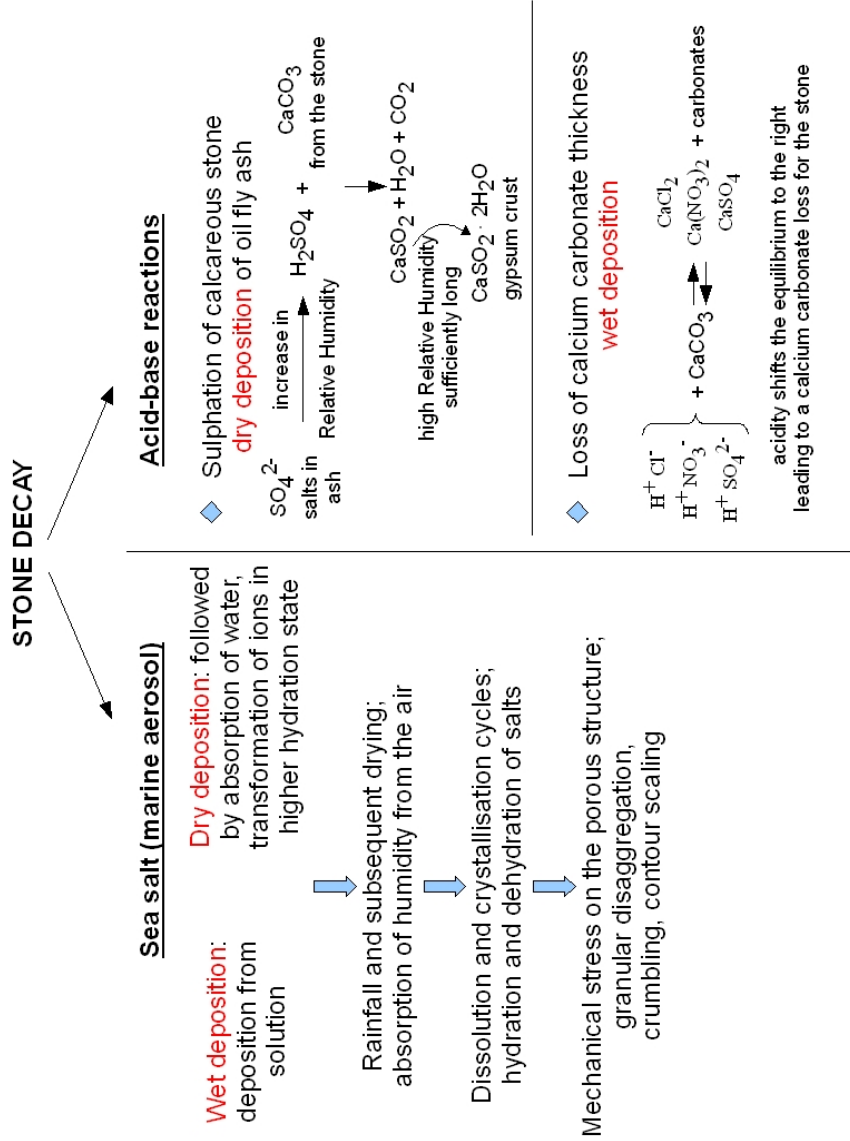 STONE DECAY
Sea salt (marine aerosol)
Wet deposition:
deposition from
solution
Dry deposition: followed
by absorption of water,
transformation of ions in
higher hydration state
Rainfall and subsequent drying;
absorption of humidity from the air
Dissolution and crystallisation cycles;
hydration and dehydration of salts
Mechanical stress on the porous structure;
granular disaggregation,
crumbling, contour scaling
Acid-base reactions
Sulphation of calcareous stone
dry deposition of oil fly ash
SO₄²⁻
salts in
ash
increase in
Relative Humidity
H₂SO₄ +
CaCO₃
from the stone
CaSO₂ + H₂O + CO₂
high Relative Humidity
sufficiently long
CaSO₂ · 2H₂O
gypsum crust
Loss of calcium carbonate thickness
wet deposition
H⁺ Cl⁻
H⁺ NO₃⁻
H⁺ SO₄²⁻
+ CaCO₃
CaCl₂
Ca(NO₃)₂ + carbonates
CaSO₄
acidity shifts the equilibrium to the right
leading to a calcium carbonate loss for the stone